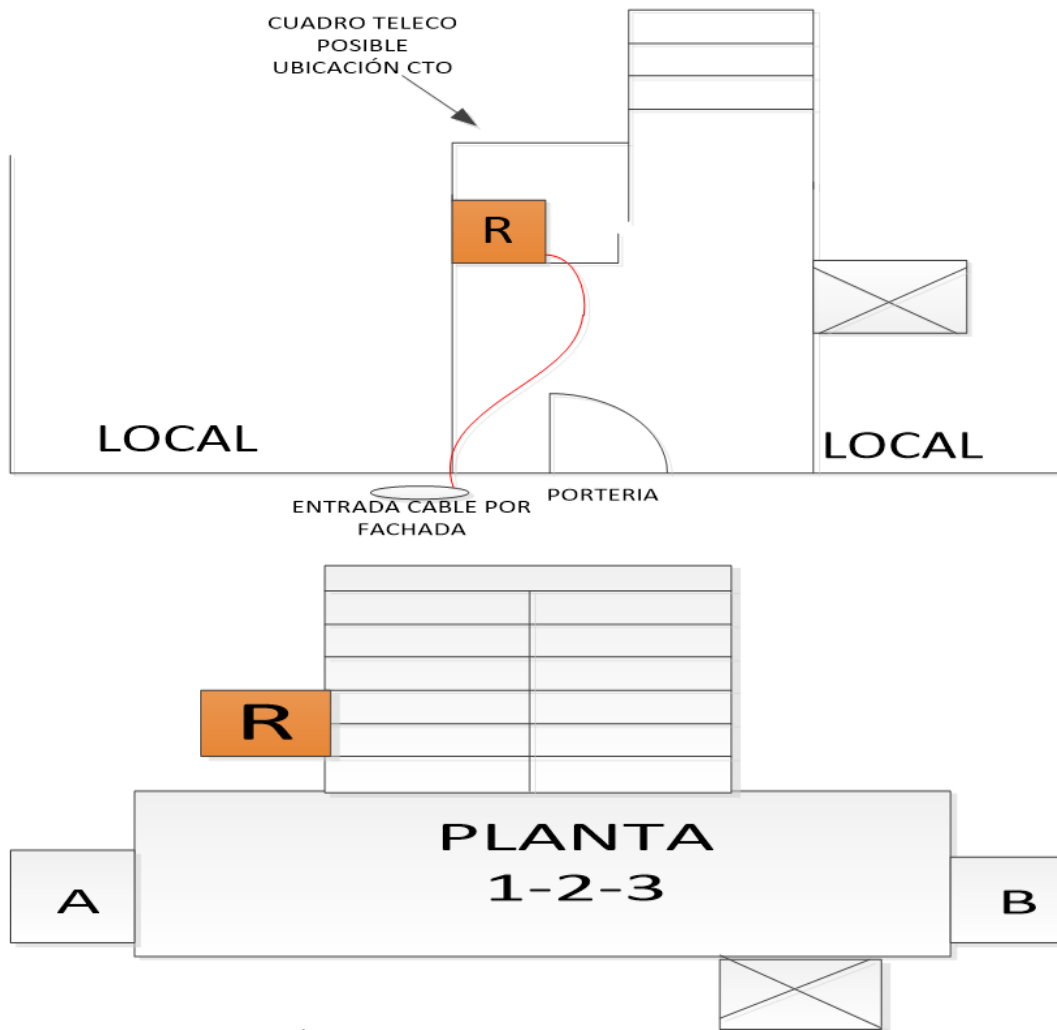 CUADRO TELECO
POSIBLE
UBICACIÓN CTO
R
LOCAL
LOCAL
ENTRADA CABLE POR
FACHADA
PORTERIA
R
PLANTA
1-2-3
A
B